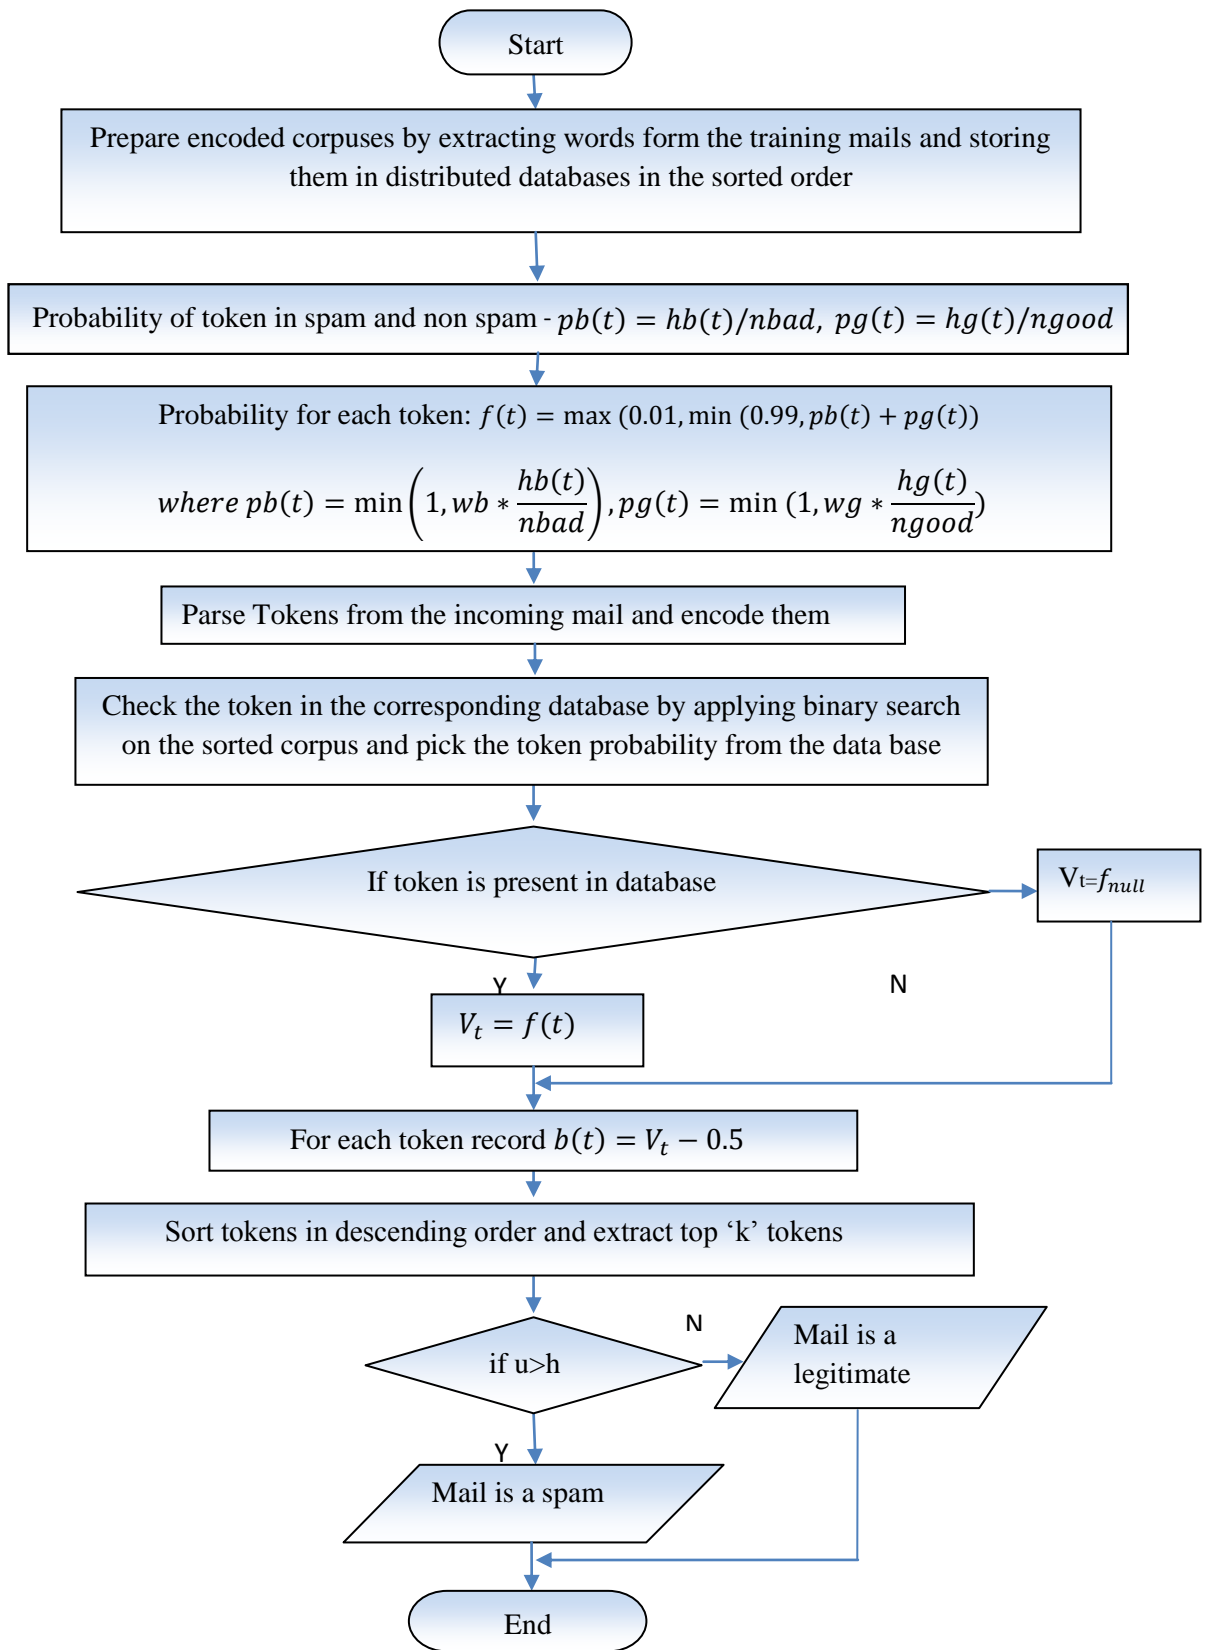 Start
Prepare encoded corpuses by extracting words form the training mails and storing
them in distributed databases in the sorted order
Probability of token in spam and non spam - pb(t) = hb(t)/nbad, pg(t) = hg(t)/ngood
Probability for each token: f(t) = max (0.01, min (0.99, pb(t) + pg(t))
where pb(t) = min(1, wb * hb(t)/nbad), pg(t) = min (1, wg * hg(t)/ngood)
Parse Tokens from the incoming mail and encode them
Check the token in the corresponding database by applying binary search
on the sorted corpus and pick the token probability from the data base
If token is present in database
Vt=fnull
Y
N
Vt = f(t)
For each token record b(t) = Vt − 0.5
Sort tokens in descending order and extract top ‘k’ tokens
N
if u>h
Mail is a
legitimate
Y
Mail is a spam
End